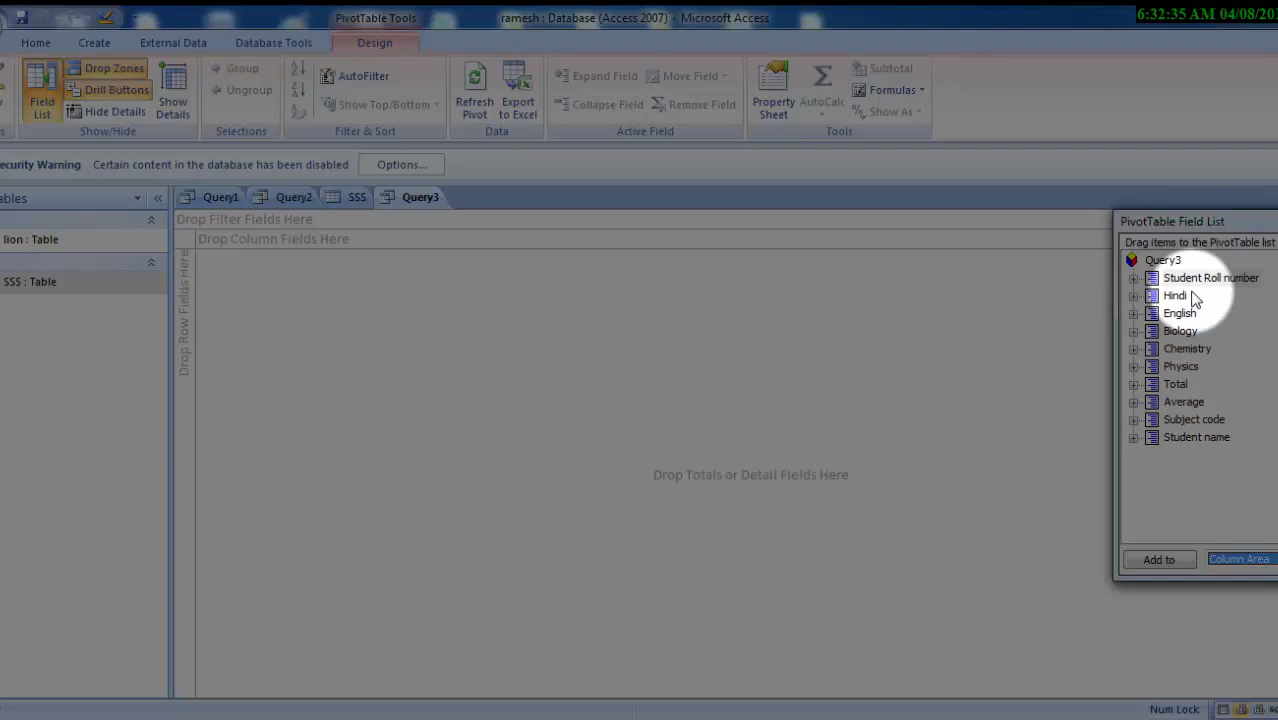 6:32:35 AM 04/08/201
PivotTable Tools
ramesh : Database (Access 2007) - Microsoft Access
Home Create External Data Database Tools Design
Field List
Drop Zones
Drill Buttons
Hide Details
Show Details
Show/Hide
Group
Ungroup
Selections
AutoFilter
Show Top/Bottom
Filter & Sort
Refresh Pivot
Export to Excel
Data
Expand Field
Collapse Field
Move Field
Remove Field
Active Field
Property Sheet
AutoCalc
Subtotal
Formulas
Show As
Tools
ecurity Warning Certain content in the database has been disabled Options...
ables
lion : Table
SSS : Table
Query1 Query2 SSS Query3
Drop Filter Fields Here
Drop Column Fields Here
Drop Row Fields Here
Drop Totals or Detail Fields Here
PivotTable Field List
Drag items to the PivotTable list
Query3
Student Roll number
Hindi
English
Biology
Chemistry
Physics
Total
Average
Subject code
Student name
Add to Column Area
Num Lock